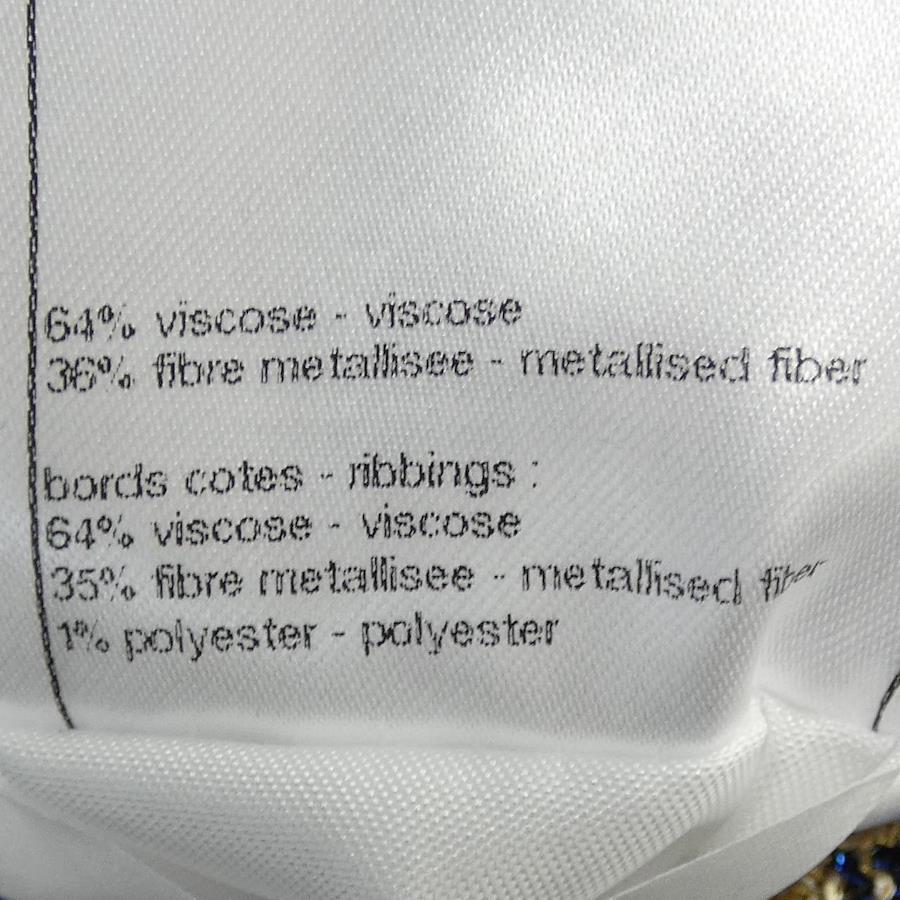 64% viscose - viscose
36% fibre metallisee - metallised fiber
bords cotes - ribbings :
64% viscose - viscose
35% fibre metallisee - metallised fiber
1% polyester - polyester